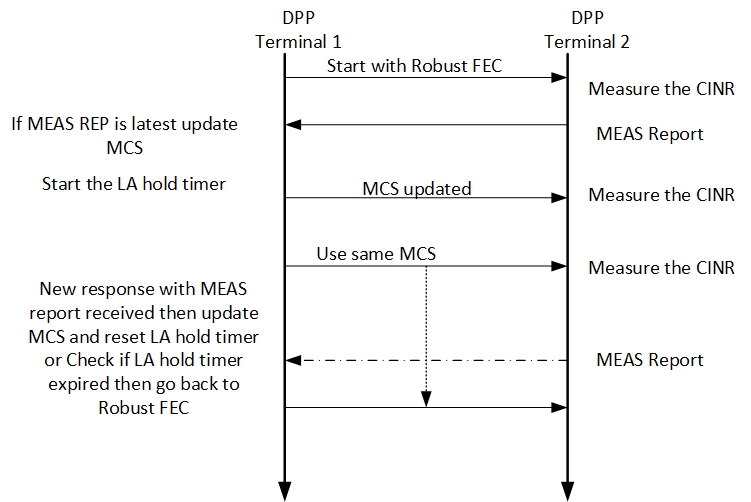 DPP
Terminal 1
DPP
Terminal 2
Start with Robust FEC
Measure the CINR
If MEAS REP is latest update
MCS
MEAS Report
Start the LA hold timer
MCS updated
Measure the CINR
Use same MCS
Measure the CINR
New response with MEAS
report received then update
MCS and reset LA hold timer
or Check if LA hold timer
expired then go back to
Robust FEC
MEAS Report